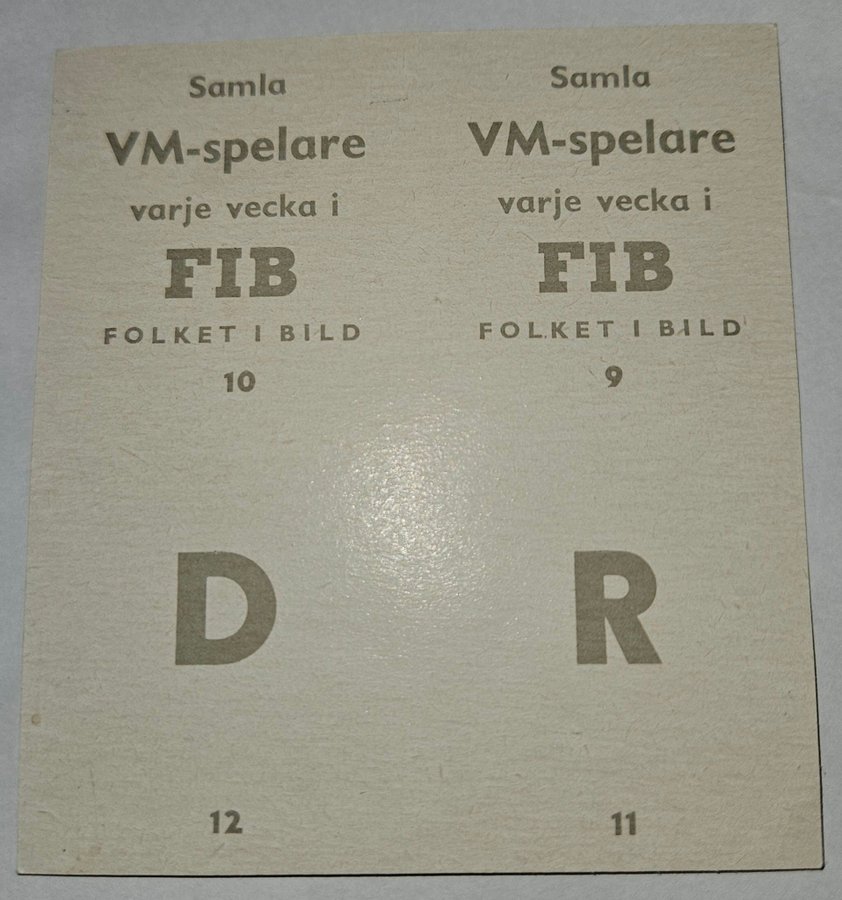 Samla
VM-spelare
varje vecka i
FIB
FOLKET I BILD
10
Samla
VM-spelare
varje vecka i
FIB
FOLKET I BILD
9
D
12
R
11